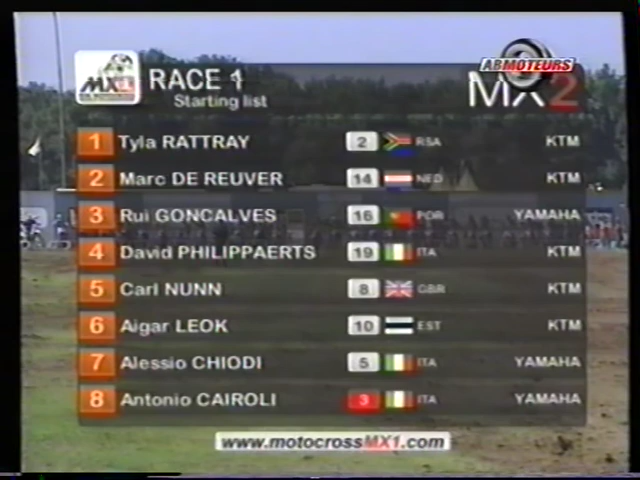 ABMOTEURS
MX1
RACE 1
Starting list
MX2
1 Tyla RATTRAY 2 RSA KTM
2 Marc DE REUVER 14 NED KTM
3 Rui GONCALVES 16 POR YAMAHA
4 David PHILIPPAERTS 19 ITA KTM
5 Carl NUNN 8 GBR KTM
6 Aigar LEOK 10 EST KTM
7 Alessio CHIODI 5 ITA YAMAHA
8 Antonio CAIROLI 3 ITA YAMAHA
www.motocrossMX1.com